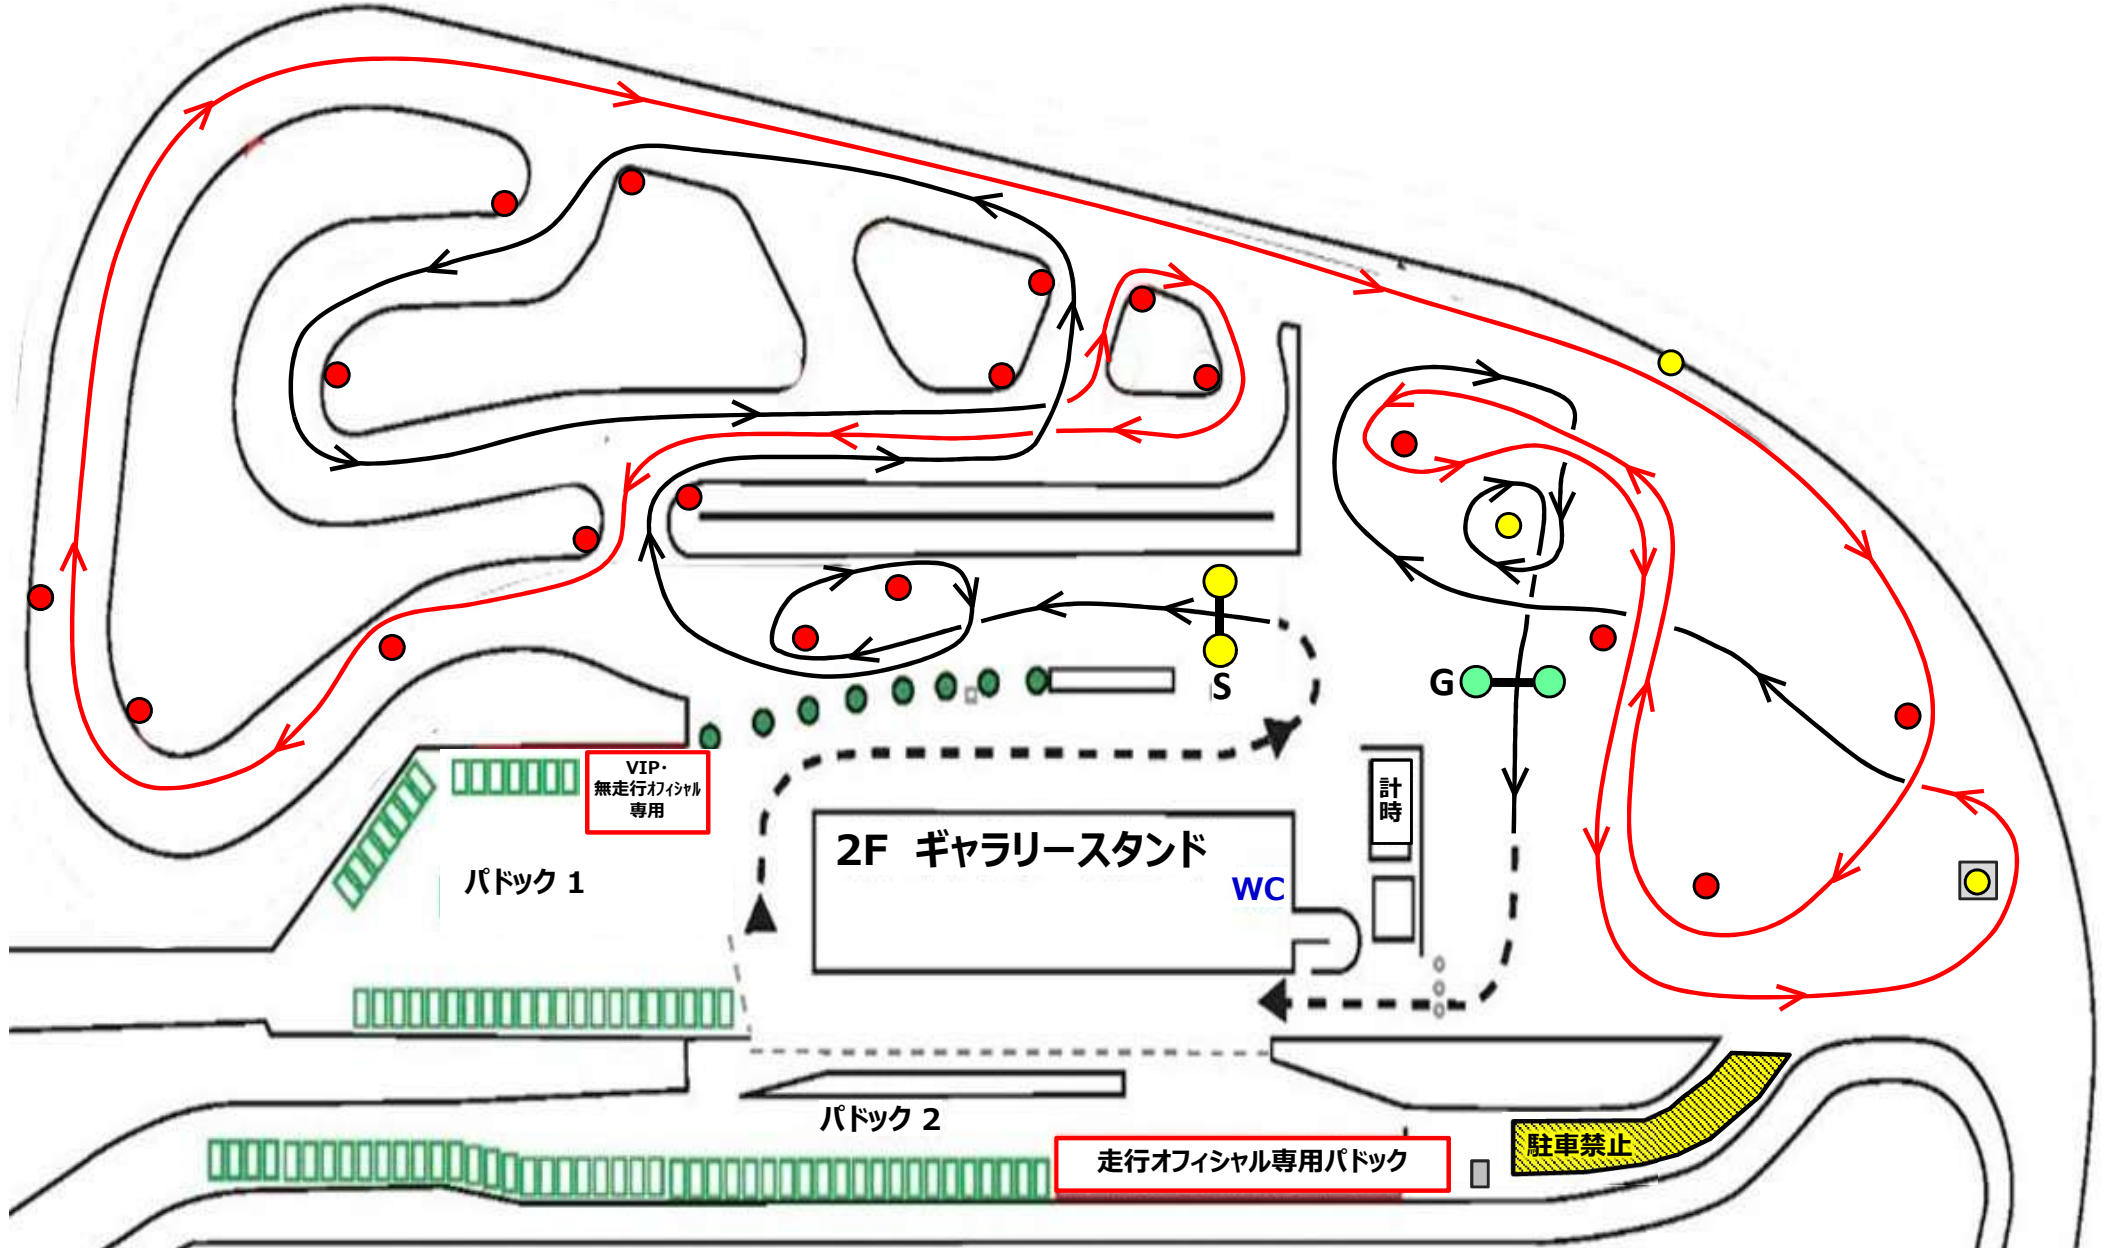 S
G
VIP・
無走行オフィシャル
専用
計
時
2F ギャラリースタンド
パドック 1
WC
パドック 2
走行オフィシャル専用パドック
駐車禁止